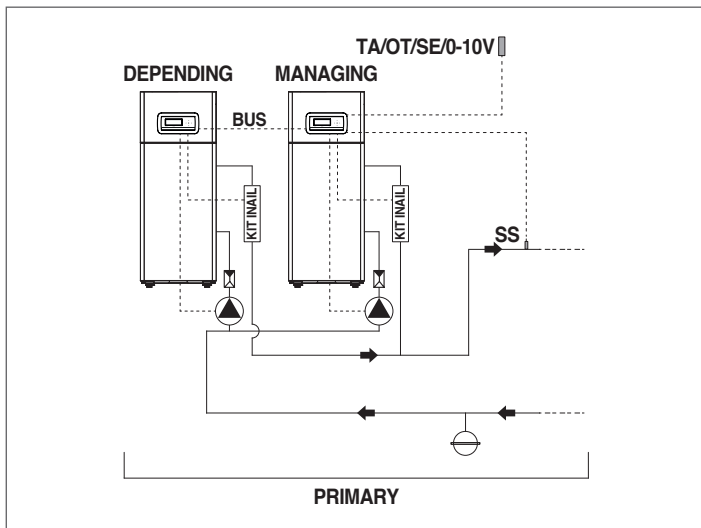 TA/OT/SE/0-10V
DEPENDING
MANAGING
BUS
KIT INAIL
KIT INAIL
SS
PRIMARY